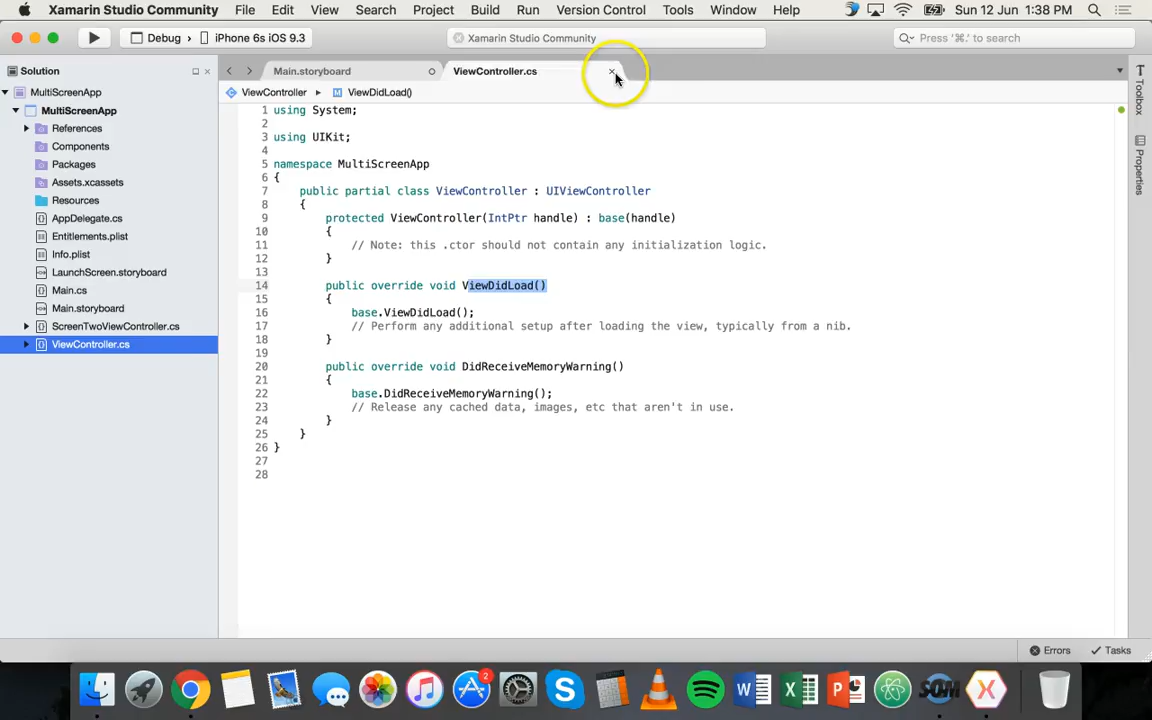 Xamarin Studio Community File Edit View Search Project Build Run Version Control Tools Window Help Sun 12 Jun 1:38 PM
Debug › iPhone 6s iOS 9.3 Xamarin Studio Community Press '⌘.' to search
Solution Main.storyboard ViewController.cs
ViewController ▸ M ViewDidLoad()
MultiScreenApp
MultiScreenApp
References
Components
Packages
Assets.xcassets
Resources
AppDelegate.cs
Entitlements.plist
Info.plist
LaunchScreen.storyboard
Main.cs
Main.storyboard
ScreenTwoViewController.cs
ViewController.cs
1 using System;
2
3 using UIKit;
4
5 namespace MultiScreenApp
6 {
7 public partial class ViewController : UIViewController
8 {
9 protected ViewController(IntPtr handle) : base(handle)
10 {
11 // Note: this .ctor should not contain any initialization logic.
12 }
13
14 public override void ViewDidLoad()
15 {
16 base.ViewDidLoad();
17 // Perform any additional setup after loading the view, typically from a nib.
18 }
19
20 public override void DidReceiveMemoryWarning()
21 {
22 base.DidReceiveMemoryWarning();
23 // Release any cached data, images, etc that aren't in use.
24 }
25 }
26 }
27
28
Toolbox
Properties
Errors Tasks
2
SOM